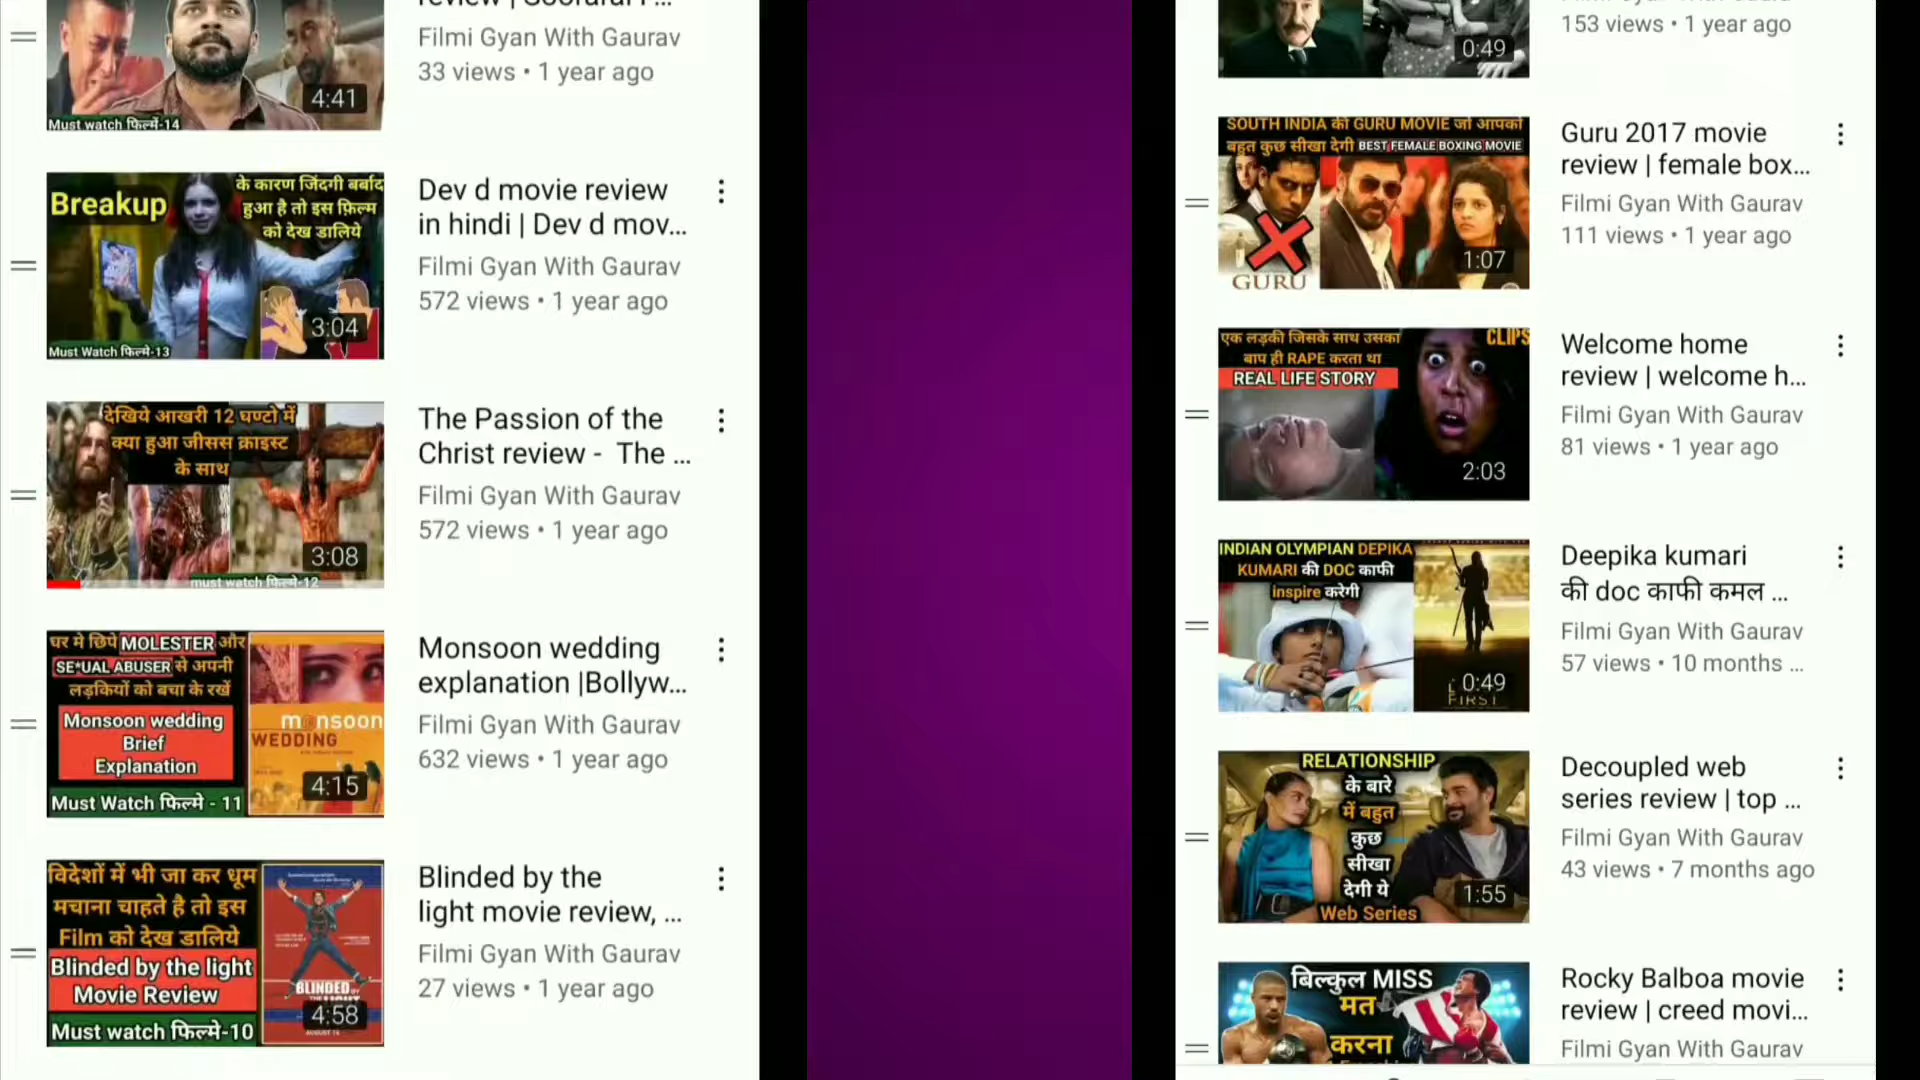 Filmi Gyan With Gaurav
33 views • 1 year ago
4:41
Must watch फिल्में-14
Breakup
के कारण जिंदगी बर्बाद
हुआ है तो इस फ़िल्म
को देख डालिये
3:04
Must Watch फिल्मे-13
Dev d movie review
in hindi | Dev d mov...
Filmi Gyan With Gaurav
572 views • 1 year ago
देखिये आखरी 12 घण्टो में
क्या हुआ जीसस क्राइस्ट
के साथ
3:08
must watch फिल्मे-12
The Passion of the
Christ review - The ...
Filmi Gyan With Gaurav
572 views • 1 year ago
घर मे छिपे MOLESTER और
SE*UAL ABUSER से अपनी
लड़कियों को बचा के रखें
Monsoon wedding
Brief
Explanation
Must Watch फिल्मे - 11
monsoon
WEDDING
4:15
Monsoon wedding
explanation |Bollyw...
Filmi Gyan With Gaurav
632 views • 1 year ago
विदेशों में भी जा कर धूम
मचाना चाहते है तो इस
Film को देख डालिये
Blinded by the light
Movie Review
Must watch फिल्मे-10
BLINDED BY
4:58
Blinded by the
light movie review, ...
Filmi Gyan With Gaurav
27 views • 1 year ago
0:49
153 views • 1 year ago
SOUTH INDIA की GURU MOVIE जो आपको
बहुत कुछ सीखा देगी BEST FEMALE BOXING MOVIE
GURU
1:07
Guru 2017 movie
review | female box...
Filmi Gyan With Gaurav
111 views • 1 year ago
एक लड़की जिसके साथ उसका
बाप ही RAPE करता था
REAL LIFE STORY
CLIPS
2:03
Welcome home
review | welcome h...
Filmi Gyan With Gaurav
81 views • 1 year ago
INDIAN OLYMPIAN DEPIKA
KUMARI की DOC काफी
inspire करेगी
0:49
FIRST
Deepika kumari
की doc काफी कमल ...
Filmi Gyan With Gaurav
57 views • 10 months ...
RELATIONSHIP
के बारे
में बहुत
कुछ
सीखा
देगी ये
Web Series
1:55
Decoupled web
series review | top ...
Filmi Gyan With Gaurav
43 views • 7 months ago
बिल्कुल MISS
मत
करना
Rocky Balboa movie
review | creed movi...
Filmi Gyan With Gaurav